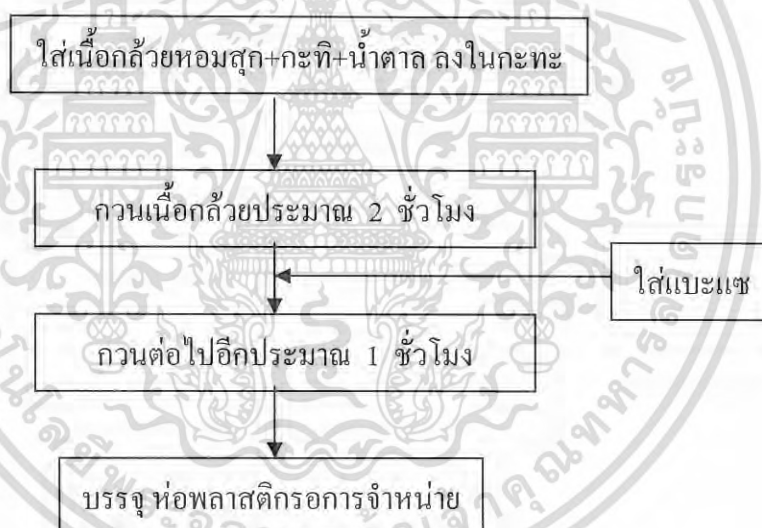 ใส่เนื้อกล้วยหอมสุก+กะทิ+น้ำตาล ลงในกะทะ
กวนเนื้อกล้วยประมาณ 2 ชั่วโมง
ใส่แบะแซ
กวนต่อไปอีกประมาณ 1 ชั่วโมง
บรรจุ ห่อพลาสติกรอการจำหน่าย